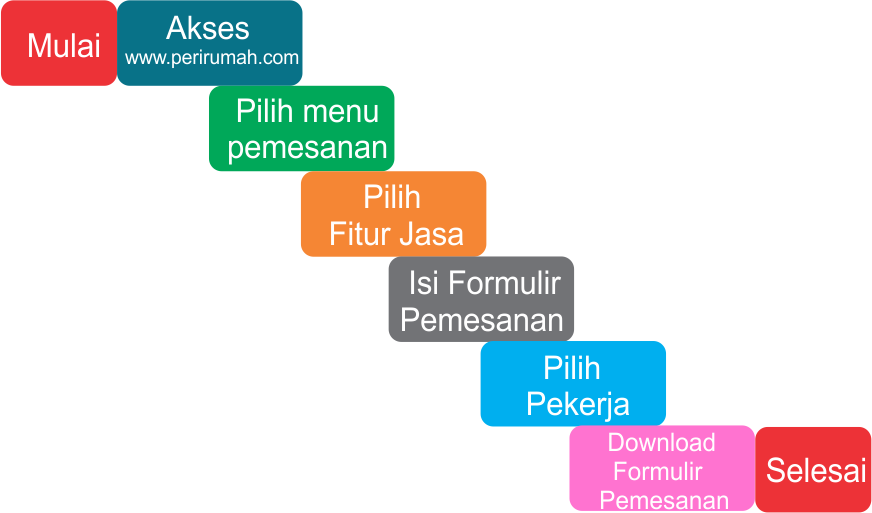 Mulai
Akses
www.perirumah.com
Pilih menu
pemesanan
Pilih
Fitur Jasa
Isi Formulir
Pemesanan
Pilih
Pekerja
Download
Formulir
Pemesanan
Selesai